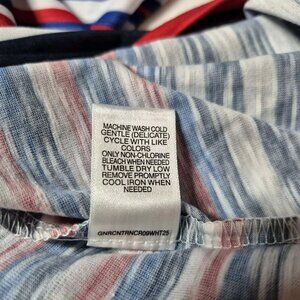 MACHINE WASH COLD
GENTLE (DELICATE)
CYCLE WITH LIKE
COLORS
ONLY NON-CHLORINE
BLEACH WHEN NEEDED
TUMBLE DRY LOW
REMOVE PROMPTLY
COOL IRON WHEN
NEEDED
GNRCNTRNCR09WHT25